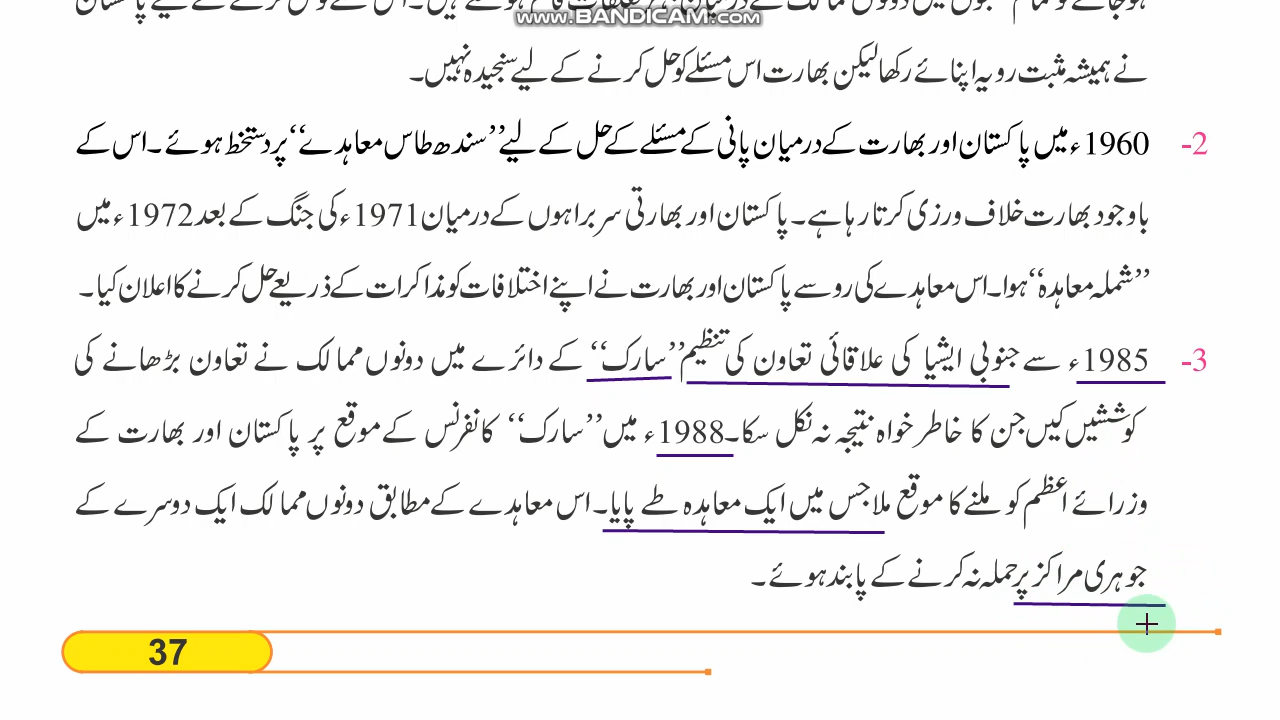 www.BANDICAM.com
نے ہمیشہ مثبت رویہ اپنائے رکھا لیکن بھارت اس مسئلے کو حل کرنے کے لیے سنجیدہ نہیں۔
2- 1960ء میں پاکستان اور بھارت کے درمیان پانی کے مسئلے کے حل کے لیے ’’سندھ طاس معاہدے‘‘ پر دستخط ہوئے۔ اس کے
باوجود بھارت خلاف ورزی کرتا رہا ہے۔ پاکستان اور بھارتی سربراہوں کے درمیان 1971ء کی جنگ کے بعد 1972ء میں
’’شملہ معاہدہ‘‘ ہوا۔ اس معاہدے کی رو سے پاکستان اور بھارت نے اپنے اختلافات کو مذاکرات کے ذریعے حل کرنے کا اعلان کیا۔
3- 1985ء سے جنوبی ایشیا کی علاقائی تعاون کی تنظیم ’’سارک‘‘ کے دائرے میں دونوں ممالک نے تعاون بڑھانے کی
کوششیں کیں جن کا خاطر خواہ نتیجہ نہ نکل سکا۔ 1988ء میں ’’سارک‘‘ کانفرنس کے موقع پر پاکستان اور بھارت کے
وزرائے اعظم کو ملنے کا موقع ملا جس میں ایک معاہدہ طے پایا۔ اس معاہدے کے مطابق دونوں ممالک ایک دوسرے کے
جوہری مراکز پر حملہ نہ کرنے کے پابند ہوئے۔
37